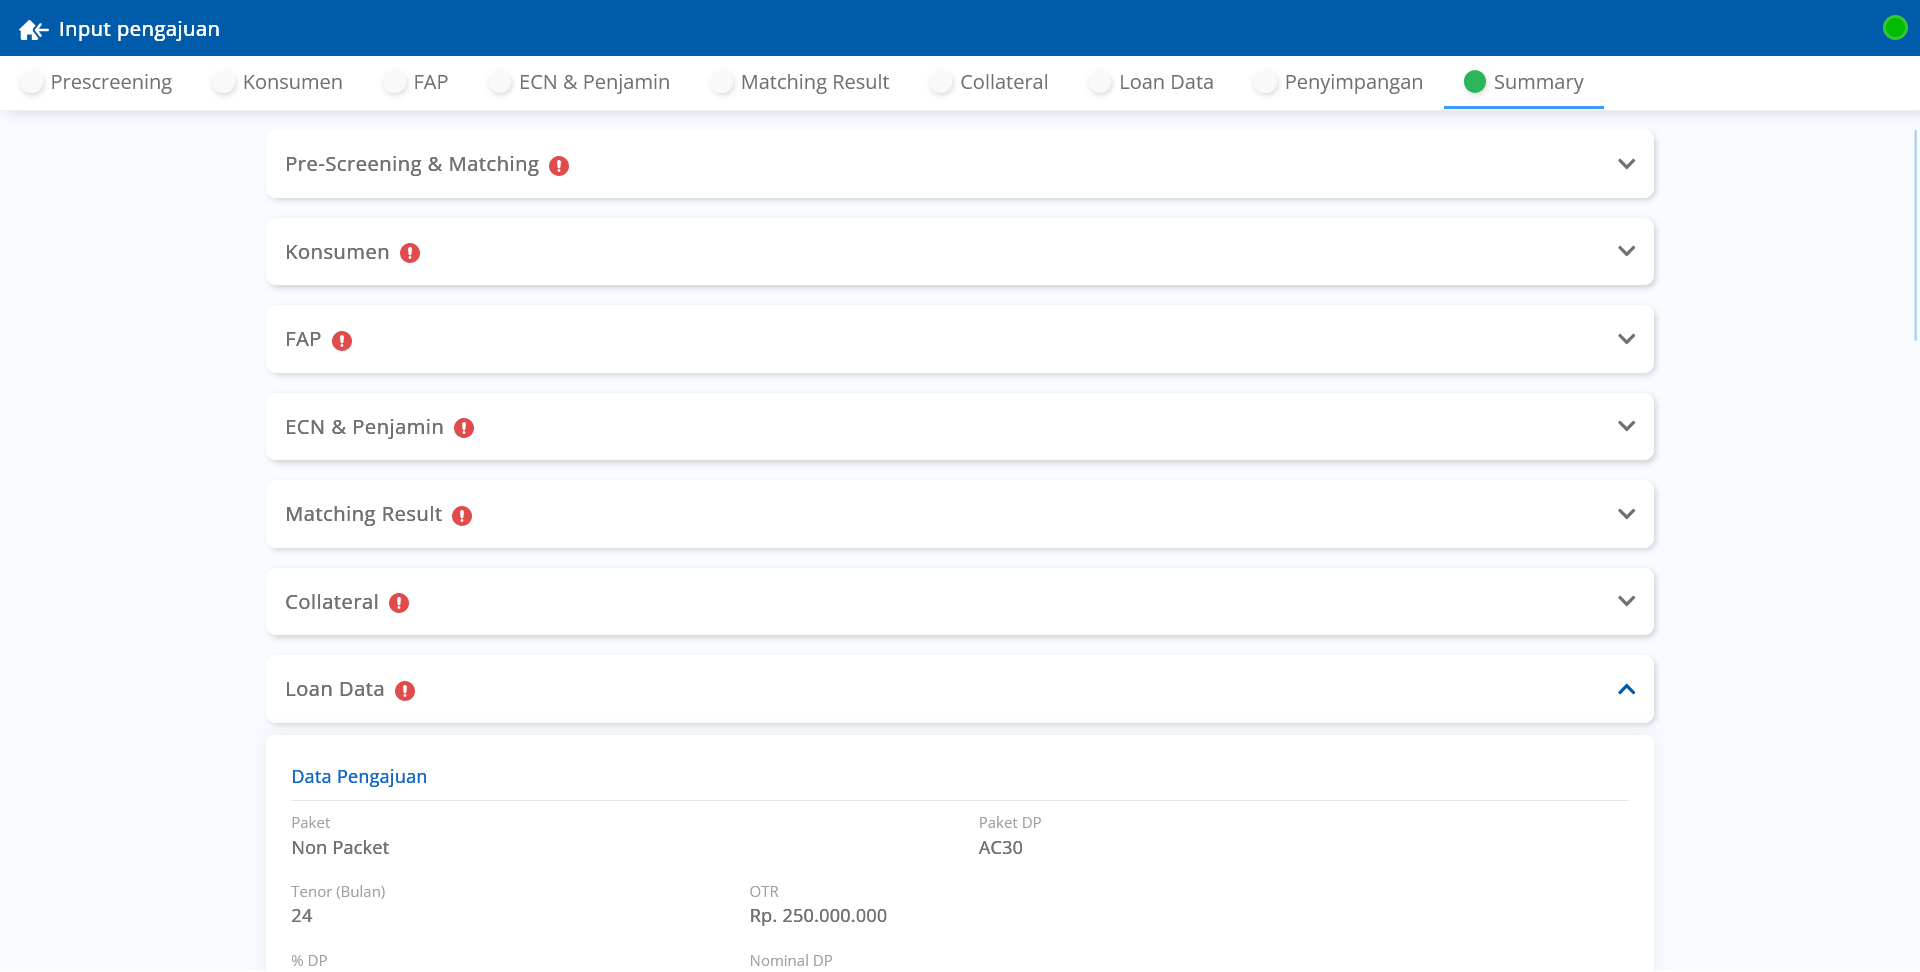 Input pengajuan
Prescreening Konsumen FAP ECN & Penjamin Matching Result Collateral Loan Data Penyimpangan Summary
Pre-Screening & Matching
Konsumen
FAP
ECN & Penjamin
Matching Result
Collateral
Loan Data
Data Pengajuan
Paket Paket DP
Non Packet AC30
Tenor (Bulan) OTR
24 Rp. 250.000.000
% DP Nominal DP